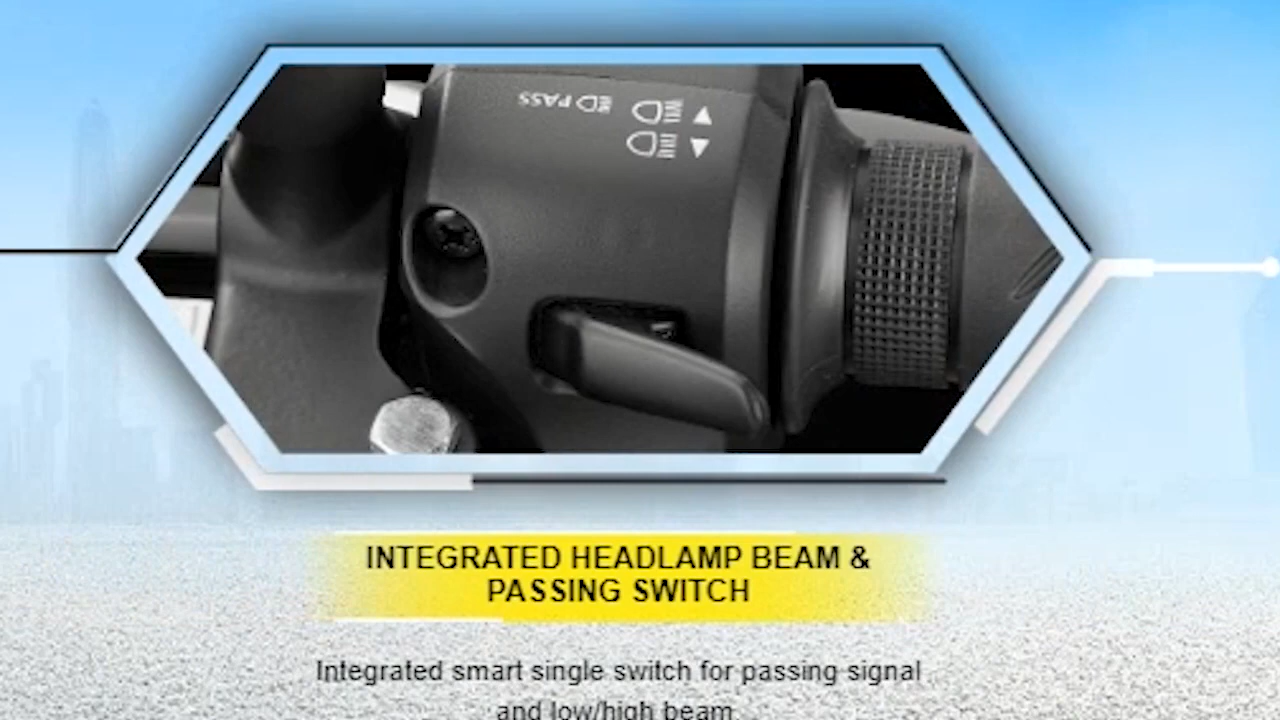 PASS
INTEGRATED HEADLAMP BEAM &
PASSING SWITCH
Integrated smart single switch for passing signal
and low/high beam